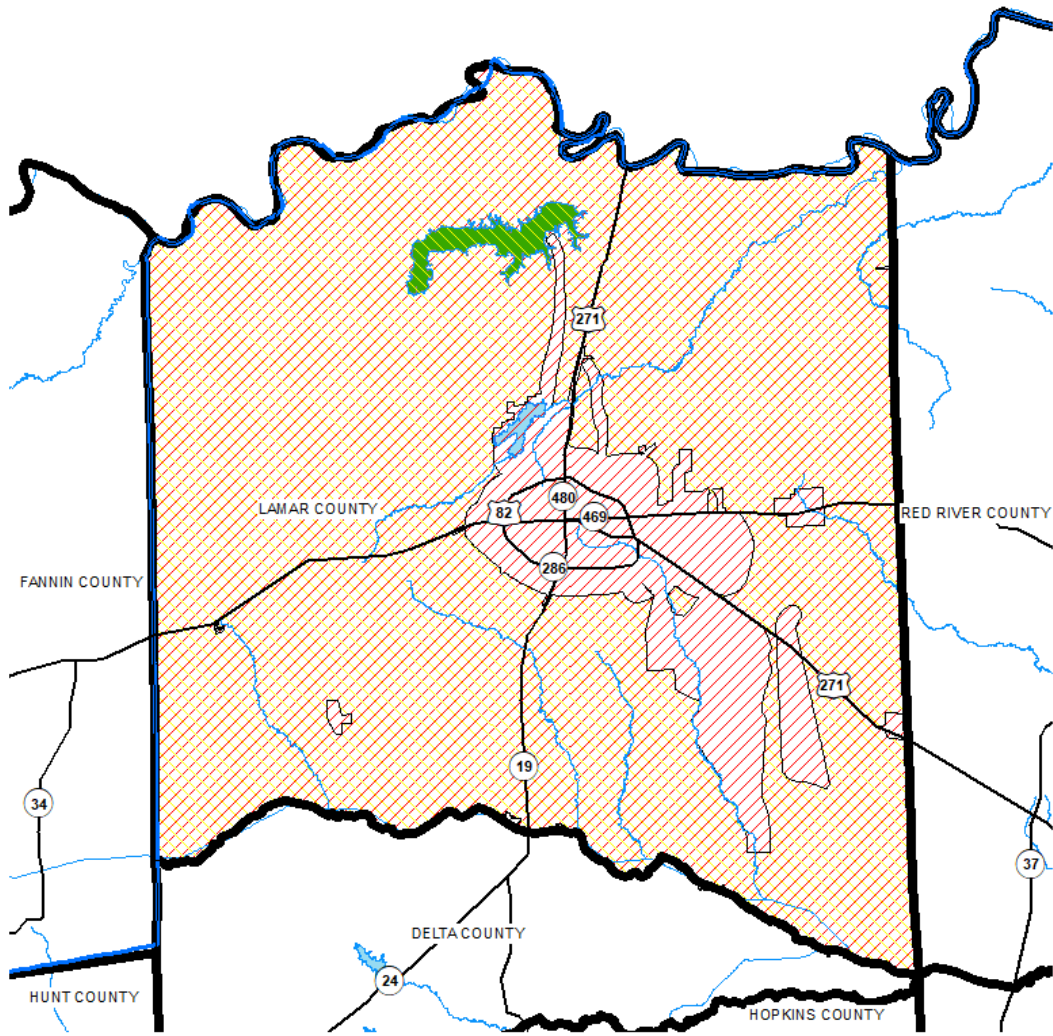 271
480
82
469
LAMAR COUNTY
RED RIVER COUNTY
286
FANNIN COUNTY
271
19
34
37
DELTA COUNTY
24
HUNT COUNTY
HOPKINS COUNTY